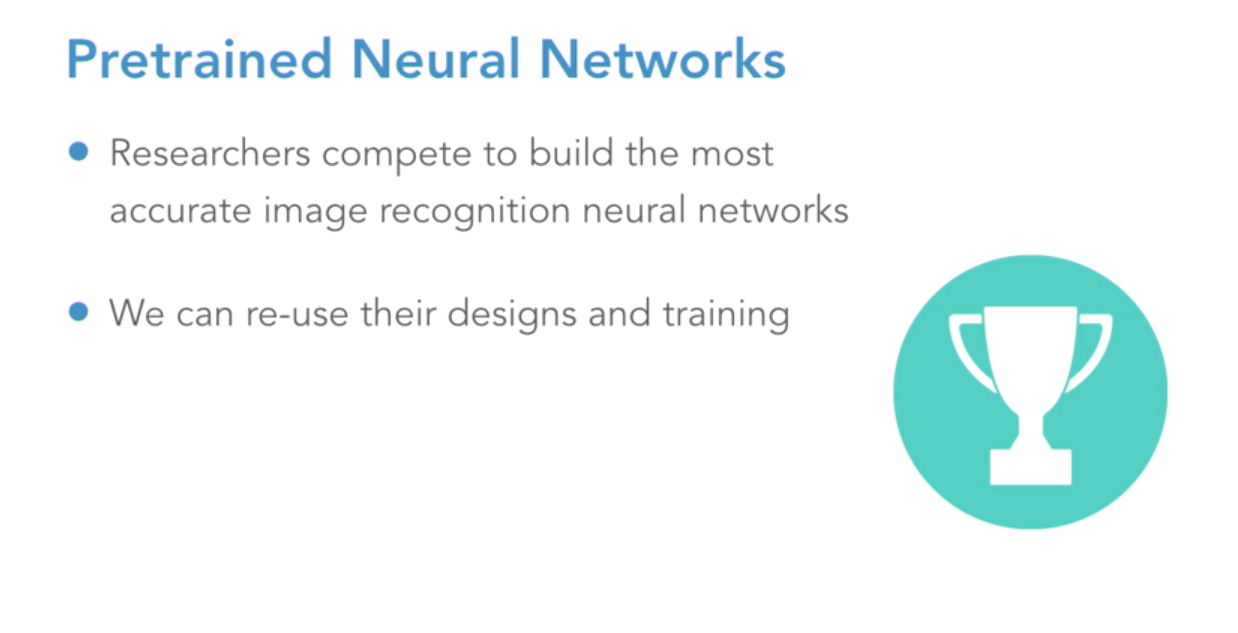 Pretrained Neural Networks
● Researchers compete to build the most
accurate image recognition neural networks
● We can re-use their designs and training